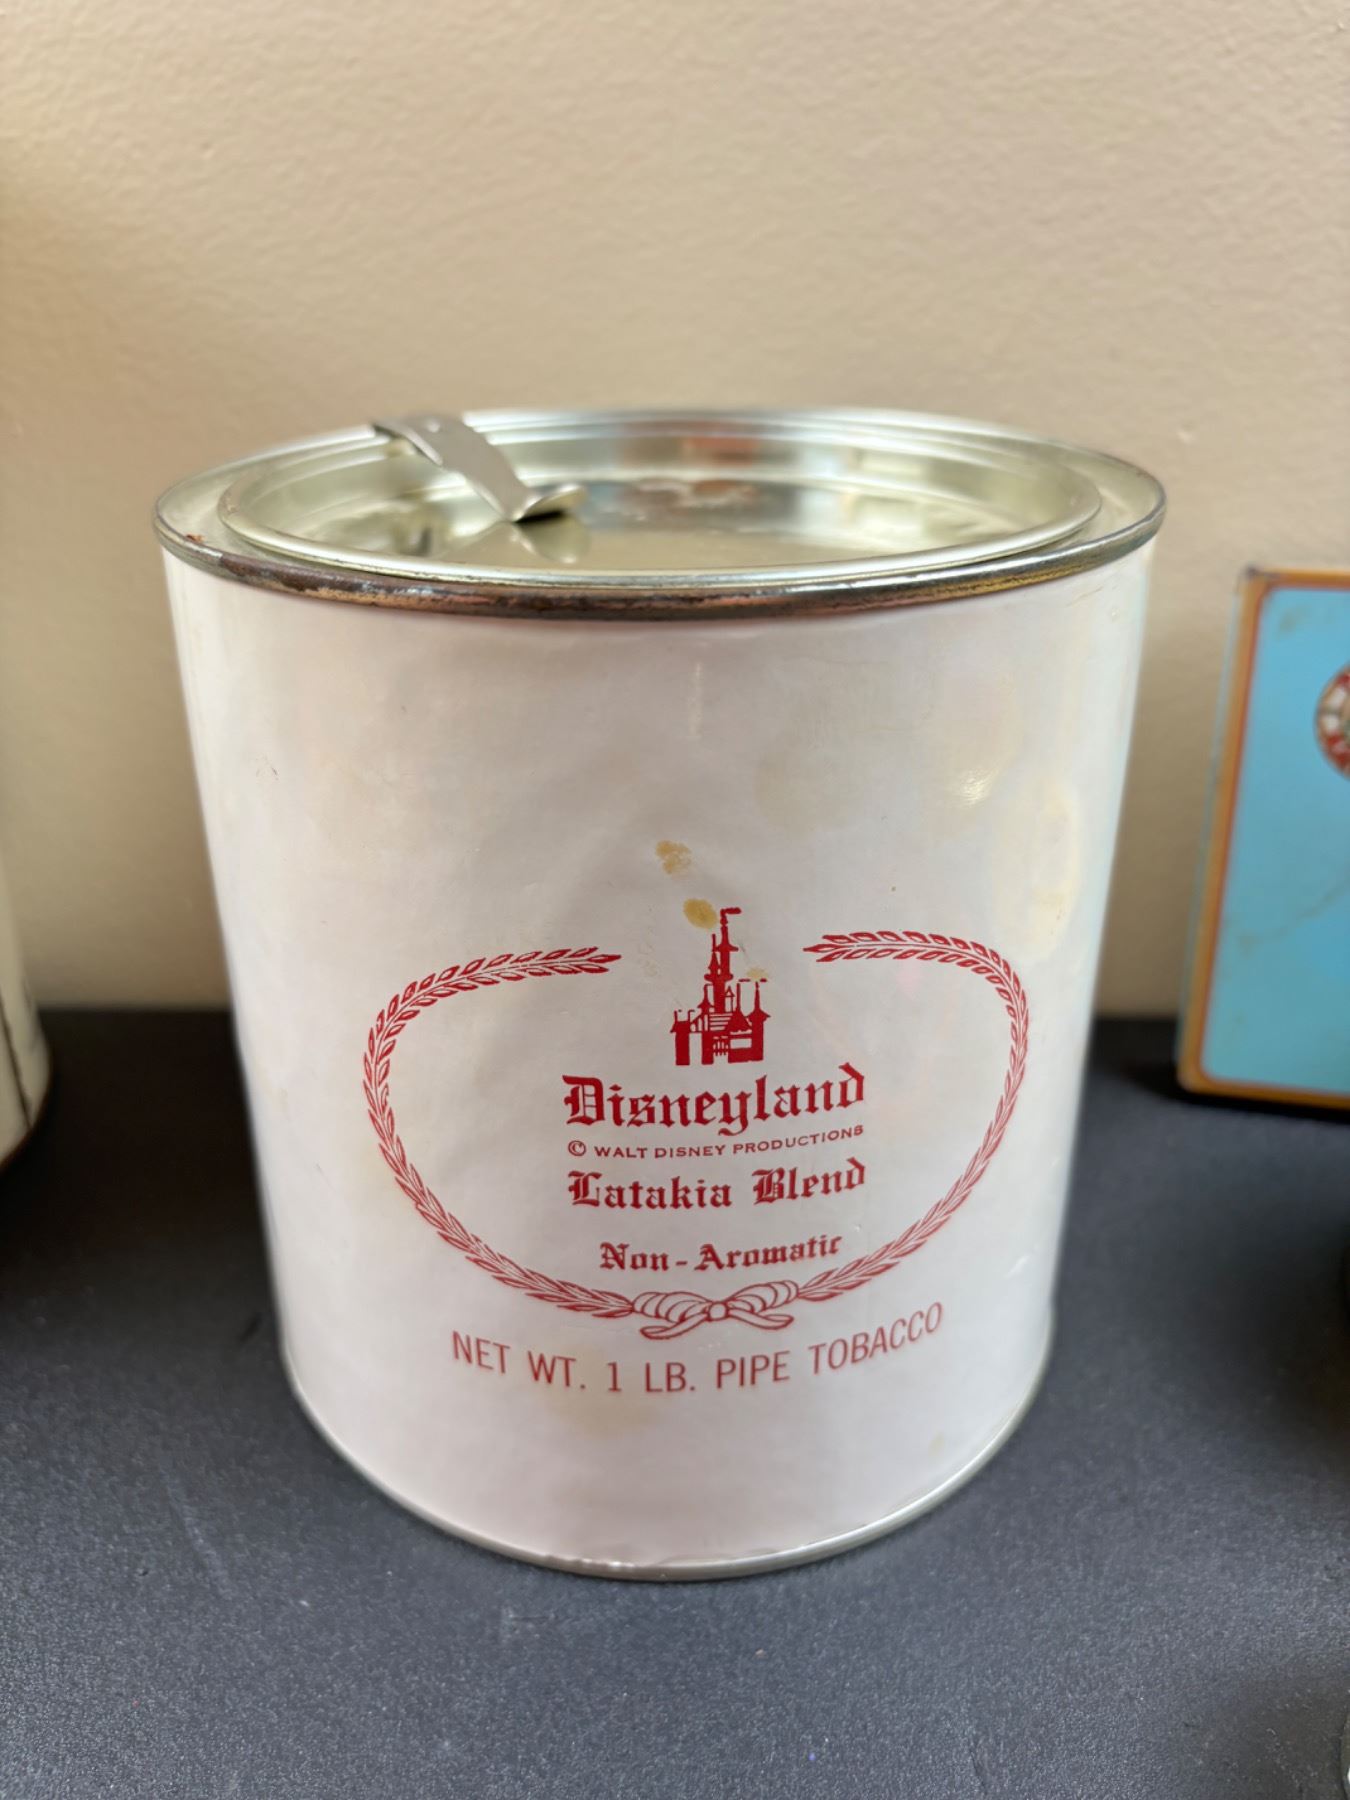 Disneyland
© WALT DISNEY PRODUCTIONS
Latakia Blend
Non-Aromatic
NET WT. 1 LB. PIPE TOBACCO